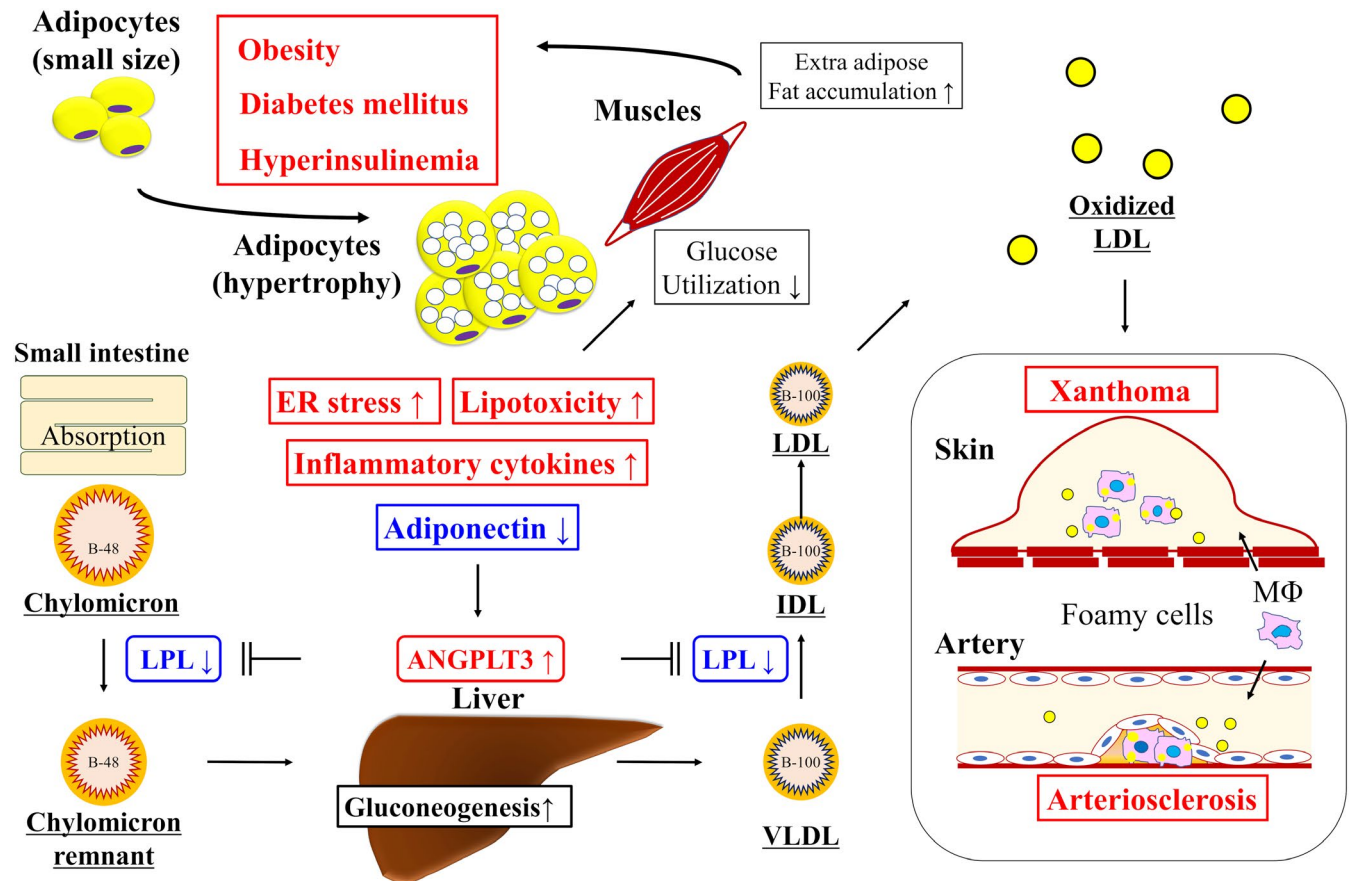 Adipocytes
(small size)
Obesity
Diabetes mellitus
Hyperinsulinemia
Extra adipose
Fat accumulation ↑
Muscles
Adipocytes
(hypertrophy)
Glucose
Utilization ↓
Oxidized
LDL
Small intestine
Absorption
B-48
Chylomicron
LPL ↓
B-48
Chylomicron
remnant
ER stress ↑
Lipotoxicity ↑
Inflammatory cytokines ↑
Adiponectin ↓
ANGPLT3 ↑
Liver
Gluconeogenesis↑
LPL ↓
B-100
LDL
B-100
IDL
B-100
VLDL
Xanthoma
Skin
MΦ
Foamy cells
Artery
Arteriosclerosis